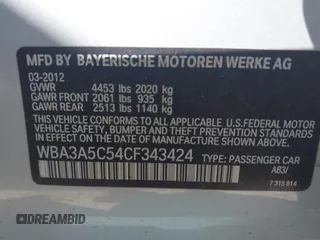 MFD BY BAYERISCHE MOTOREN WERKE AG
03-2012
GVWR 4453 lbs 2020 kg
GAWR FRONT 2061 lbs 935 kg
GAWR REAR 2513 lbs 1140 kg
THIS VEHICLE CONFORMS TO ALL APPLICABLE U.S.FEDERAL MOTOR
VEHICLE SAFETY, BUMPER, AND THEFT PREVENTION STANDARDS IN
EFFECT ON THE DATE OF MANUFACTURE SHOWN ABOVE.
WBA3A5C54CF343424 TYPE: PASSENGER CAR
A83/
7 315 814
DREAMBID